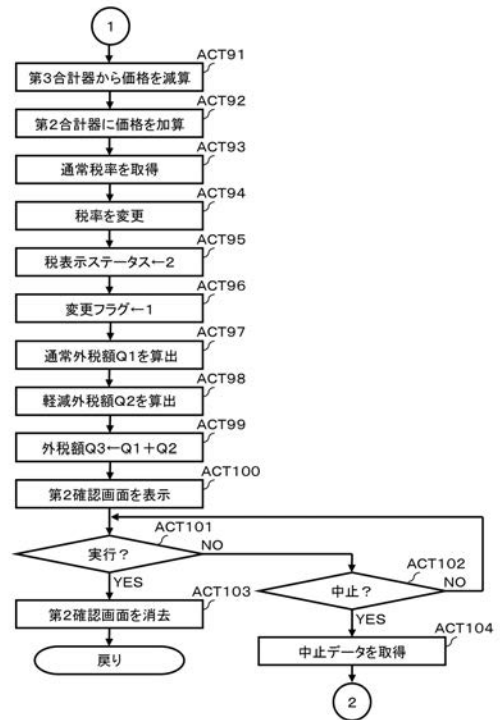 1
ACT91
第3合計器から価格を減算
ACT92
第2合計器に価格を加算
ACT93
通常税率を取得
ACT94
税率を変更
ACT95
税表示ステータス←2
ACT96
変更フラグ←1
ACT97
通常外税額Q1を算出
ACT98
軽減外税額Q2を算出
ACT99
外税額Q3←Q1+Q2
ACT100
第2確認画面を表示
ACT101
実行？
NO
YES
ACT102
中止？
NO
YES
ACT103
第2確認画面を消去
ACT104
中止データを取得
戻り
2